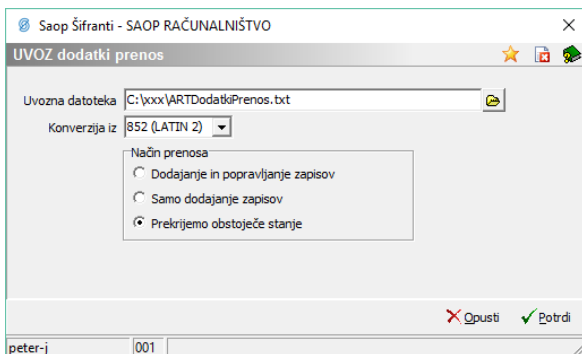 Saop Šifranti - SAOP RAČUNALNIŠTVO
UVOZ dodatki prenos
Uvozna datoteka C:\xxx\ARTDodatkiPrenos.txt
Konverzija iz 852 (LATIN 2)
Način prenosa
Dodajanje in popravljanje zapisov
Samo dodajanje zapisov
Prekrijemo obstoječe stanje
Opusti Potrdi
peter-j 001